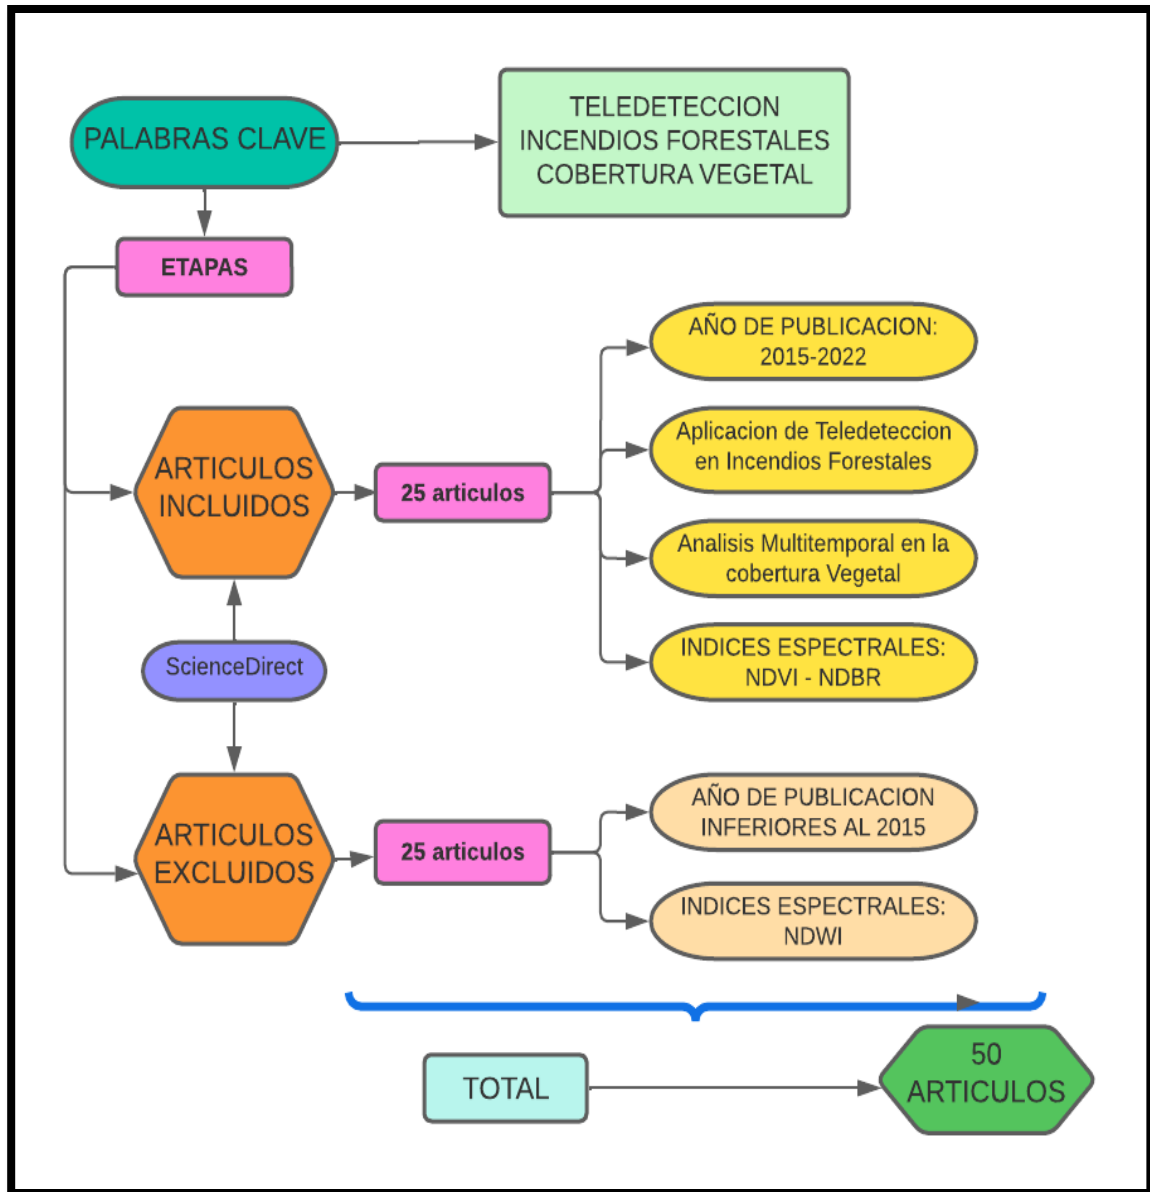 PALABRAS CLAVE
TELEDETECCION
INCENDIOS FORESTALES
COBERTURA VEGETAL
ETAPAS
ARTICULOS
INCLUIDOS
25 articulos
AÑO DE PUBLICACION:
2015-2022
Aplicacion de Teledeteccion
en Incendios Forestales
Analisis Multitemporal en la
cobertura Vegetal
INDICES ESPECTRALES:
NDVI - NDBR
ScienceDirect
ARTICULOS
EXCLUIDOS
25 articulos
AÑO DE PUBLICACION
INFERIORES AL 2015
INDICES ESPECTRALES:
NDWI
TOTAL
50
ARTICULOS